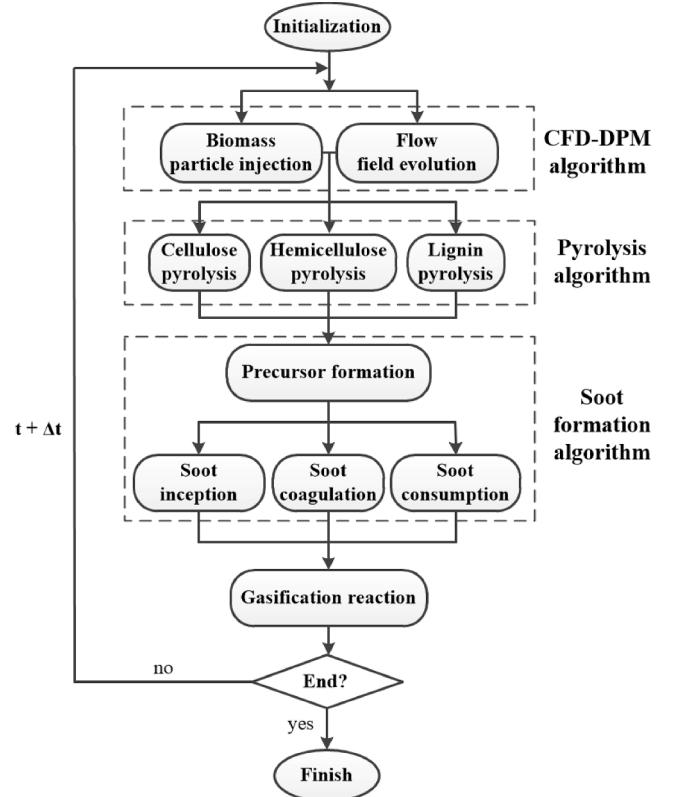 Initialization
Biomass
particle injection
Flow
field evolution
CFD-DPM
algorithm
Cellulose
pyrolysis
Hemicellulose
pyrolysis
Lignin
pyrolysis
Pyrolysis
algorithm
Precursor formation
Soot
formation
algorithm
t + Δt
Soot
inception
Soot
coagulation
Soot
consumption
Gasification reaction
no
End?
yes
Finish